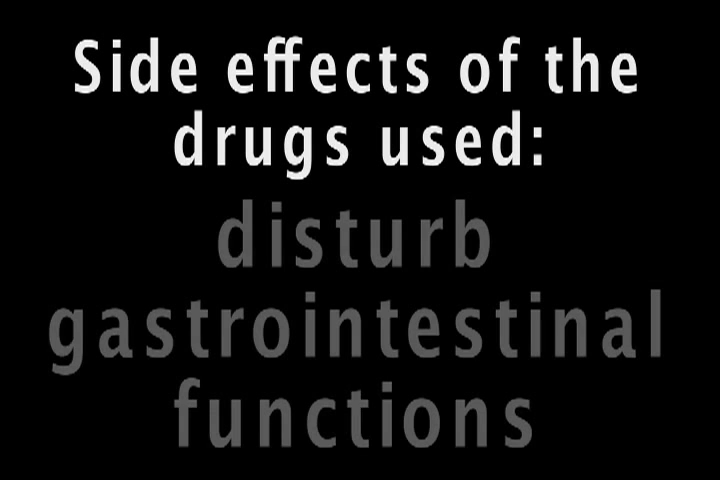 Side effects of the
drugs used:
disturb
gastrointestinal
functions